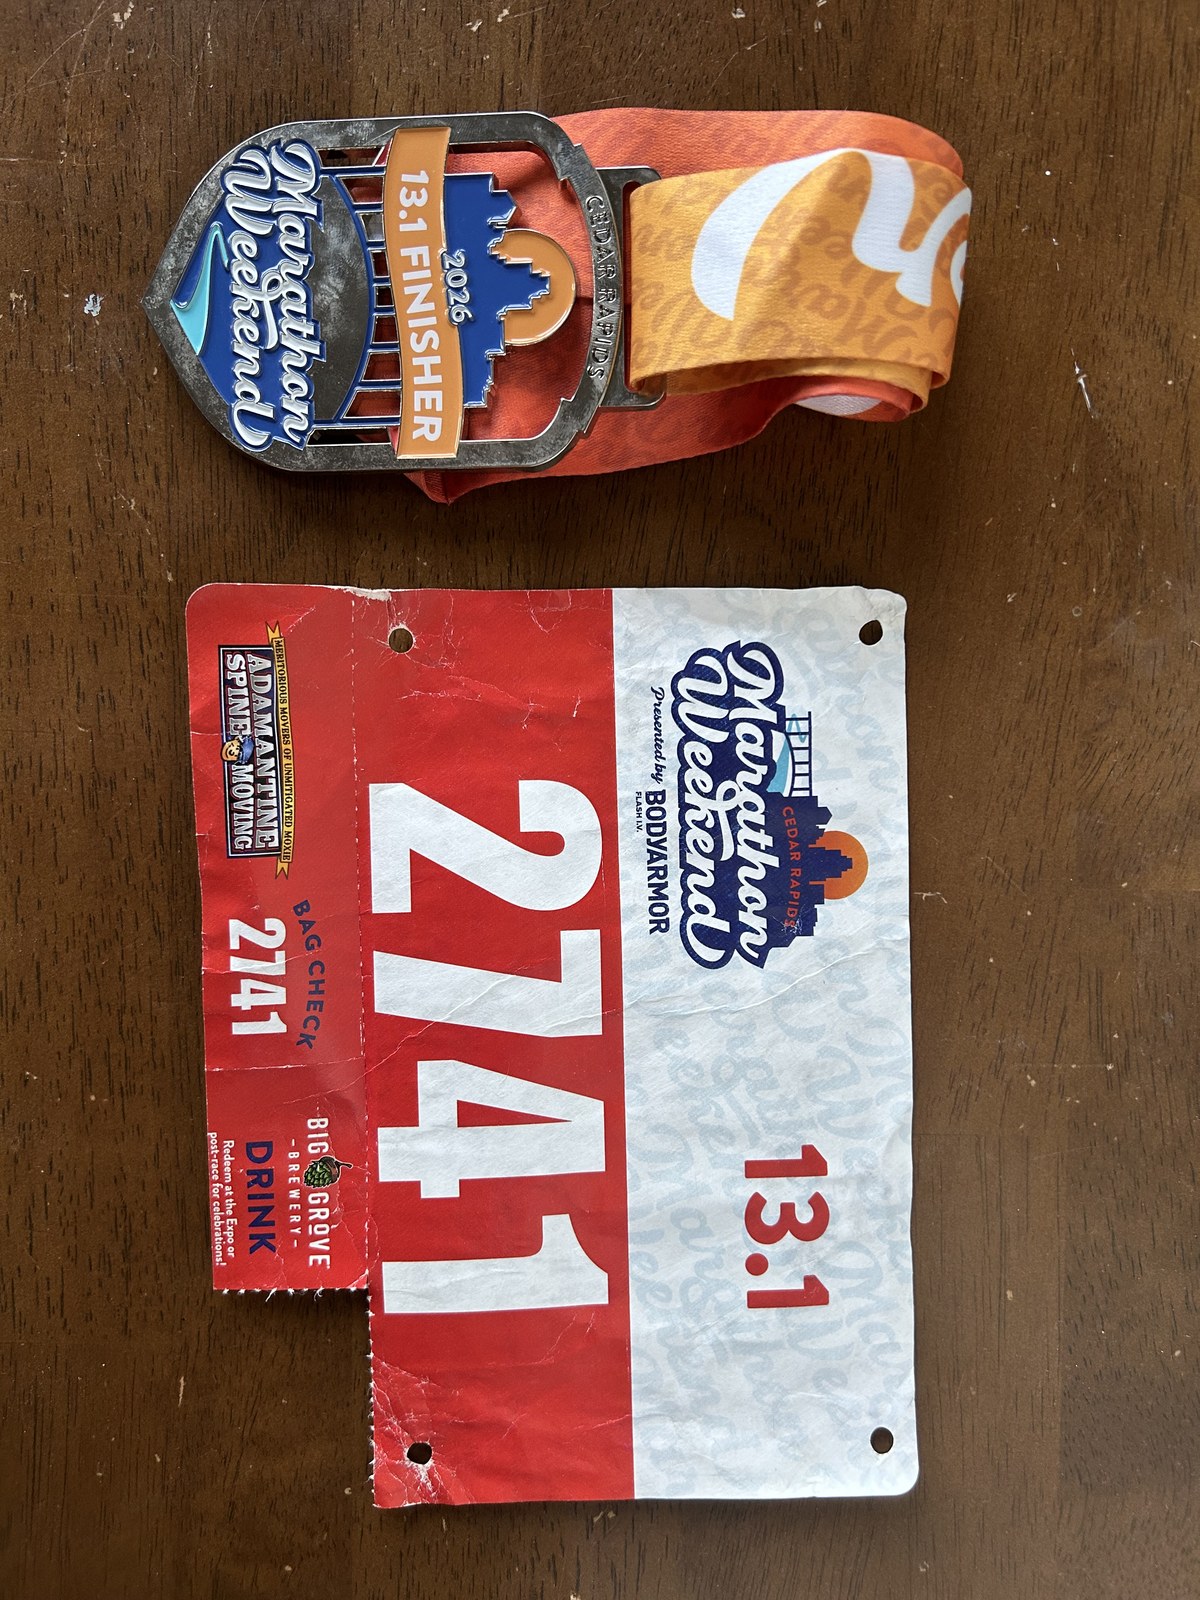 CEDAR RAPIDS
2026
13.1 FINISHER
Marathon
Weekend
CEDAR RAPIDS
Marathon
Weekend
Presented by BODYARMOR
FLASH I.V.
13.1
2741
MERITORIOUS MOVERS OF UNMITIGATED MOXIE
ADAMANTINE
SPINE MOVING
BAG CHECK
2741
BIG GROVE
-BREWERY-
DRINK
Redeem at the Expo or
post-race for celebrations!